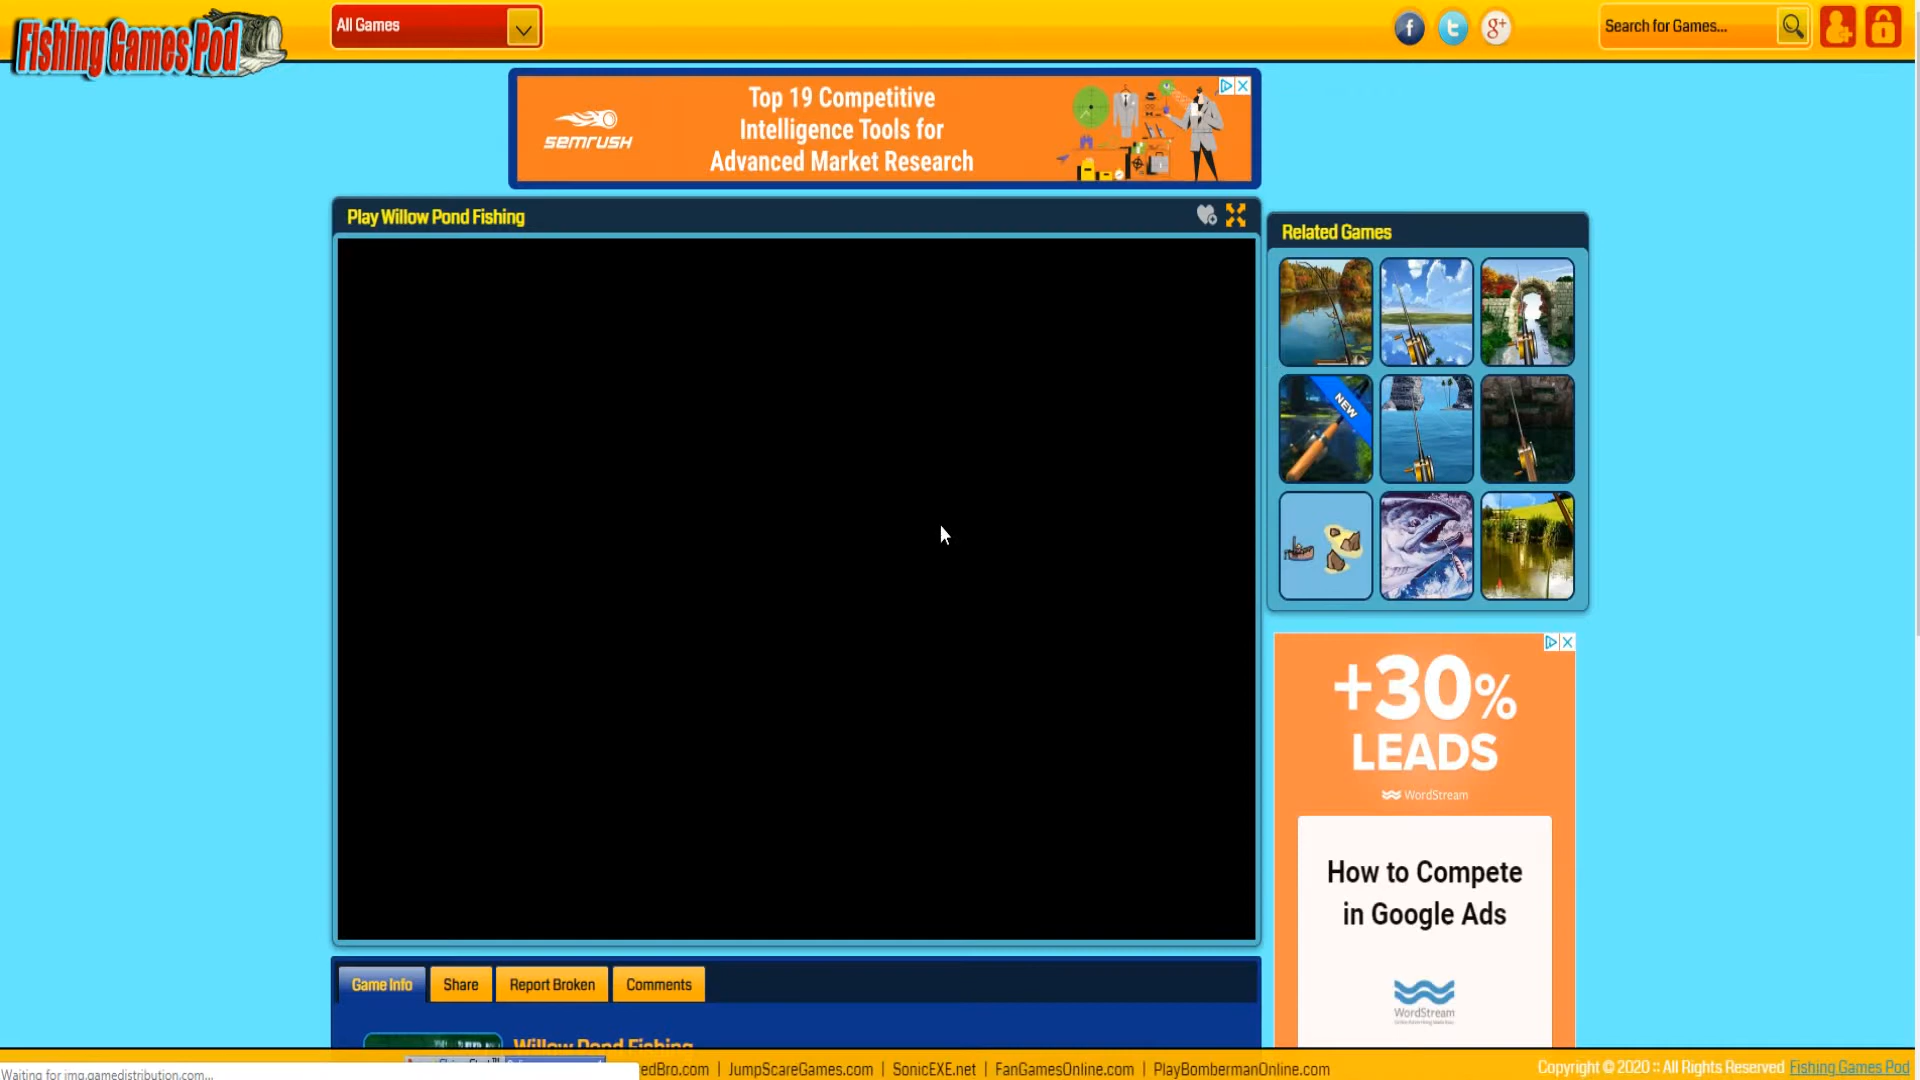 Fishing Games Pod
All Games
f
t
g+
Search for Games...
SEMRUSH
Top 19 Competitive
Intelligence Tools for
Advanced Market Research
Play Willow Pond Fishing
Related Games
NEW
+30%
LEADS
WordStream
How to Compete
in Google Ads
WordStream
Game Info
Share
Report Broken
Comments
Willow Pond Fishing
edBro.com | JumpScareGames.com | SonicEXE.net | FanGamesOnline.com | PlayBombermanOnline.com
Copyright © 2020 :: All Rights Reserved Fishing Games Pod
Waiting for img.gamedistribution.com...